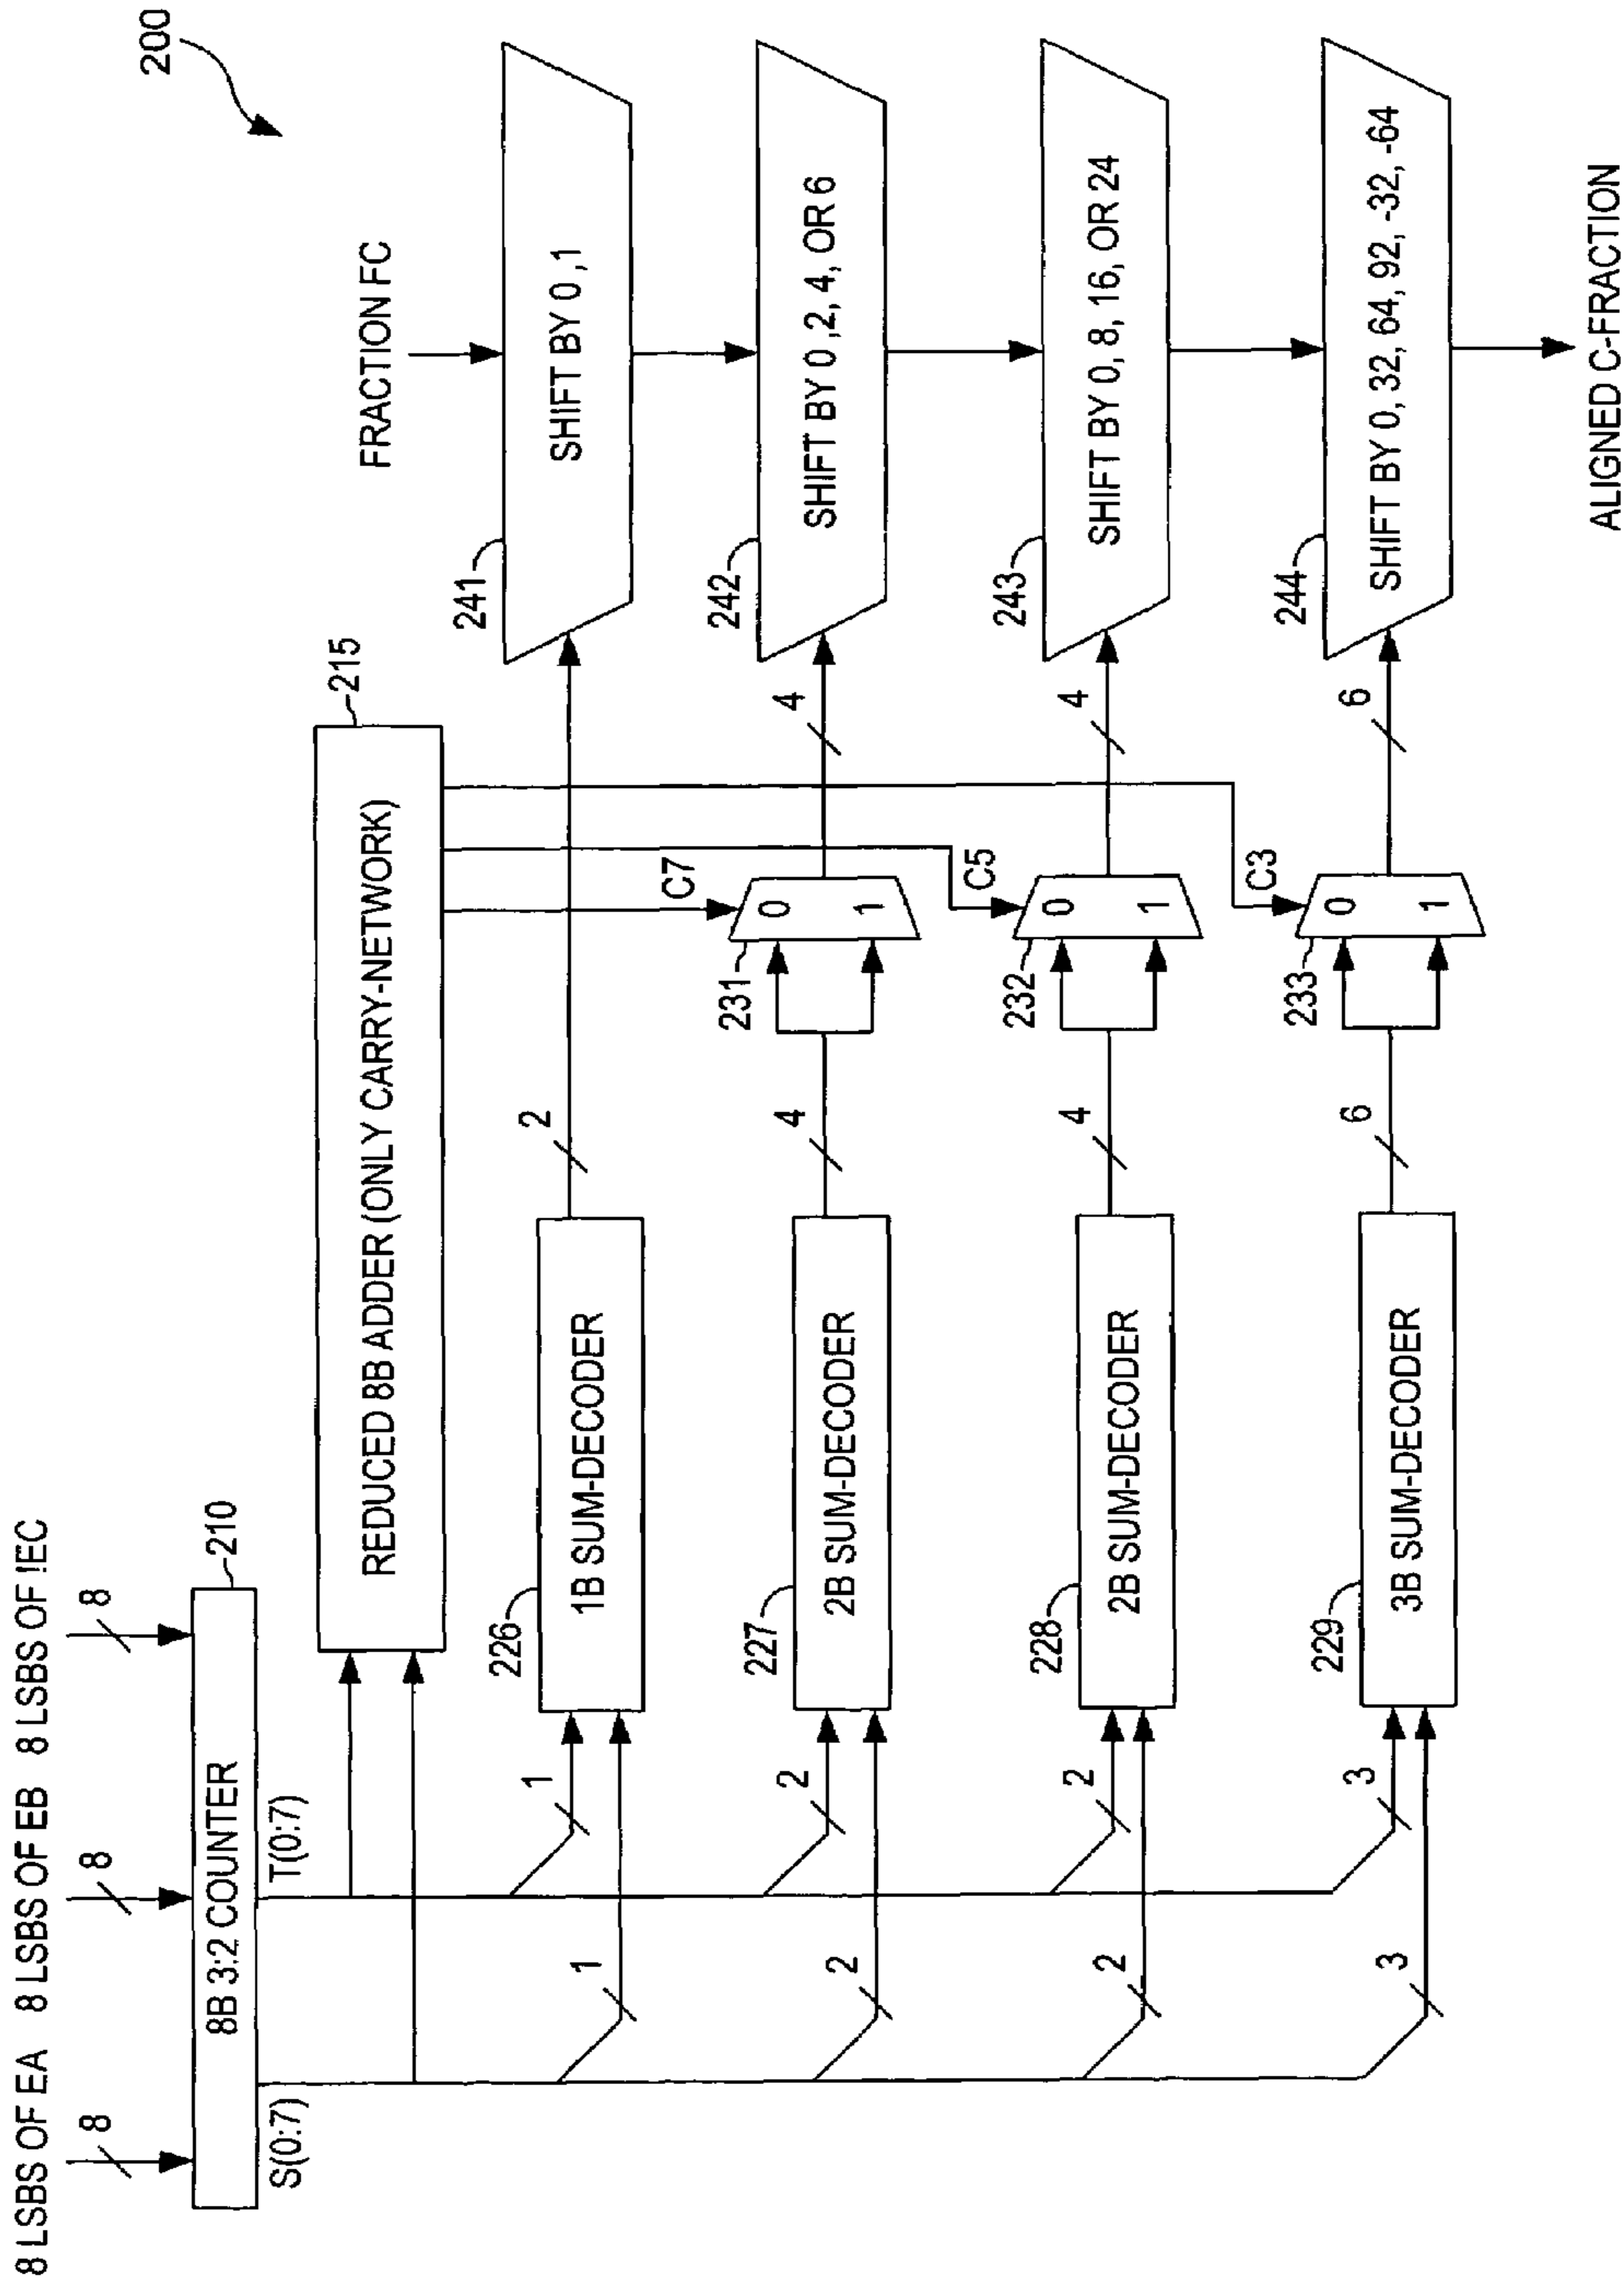 200
8 LSBS OF EA 8 LSBS OF EB 8 LSBS OF !EC
8
8
8
210
8B 3:2 COUNTER
S(0:7)
T(0:7)
215
REDUCED 8B ADDER (ONLY CARRY-NETWORK)
FRACTION FC
1
1
226
1B SUM-DECODER
2
241
SHIFT BY 0 ,1
2
2
227
2B SUM-DECODER
4
231
C7
0
1
4
242
SHIFT BY 0 ,2, 4, OR 6
2
2
228
2B SUM-DECODER
4
232
C5
0
1
4
243
SHIFT BY 0, 8, 16, OR 24
3
3
229
3B SUM-DECODER
6
233
C3
0
1
6
244
SHIFT BY 0, 32, 64, 92, -32, -64
ALIGNED C-FRACTION